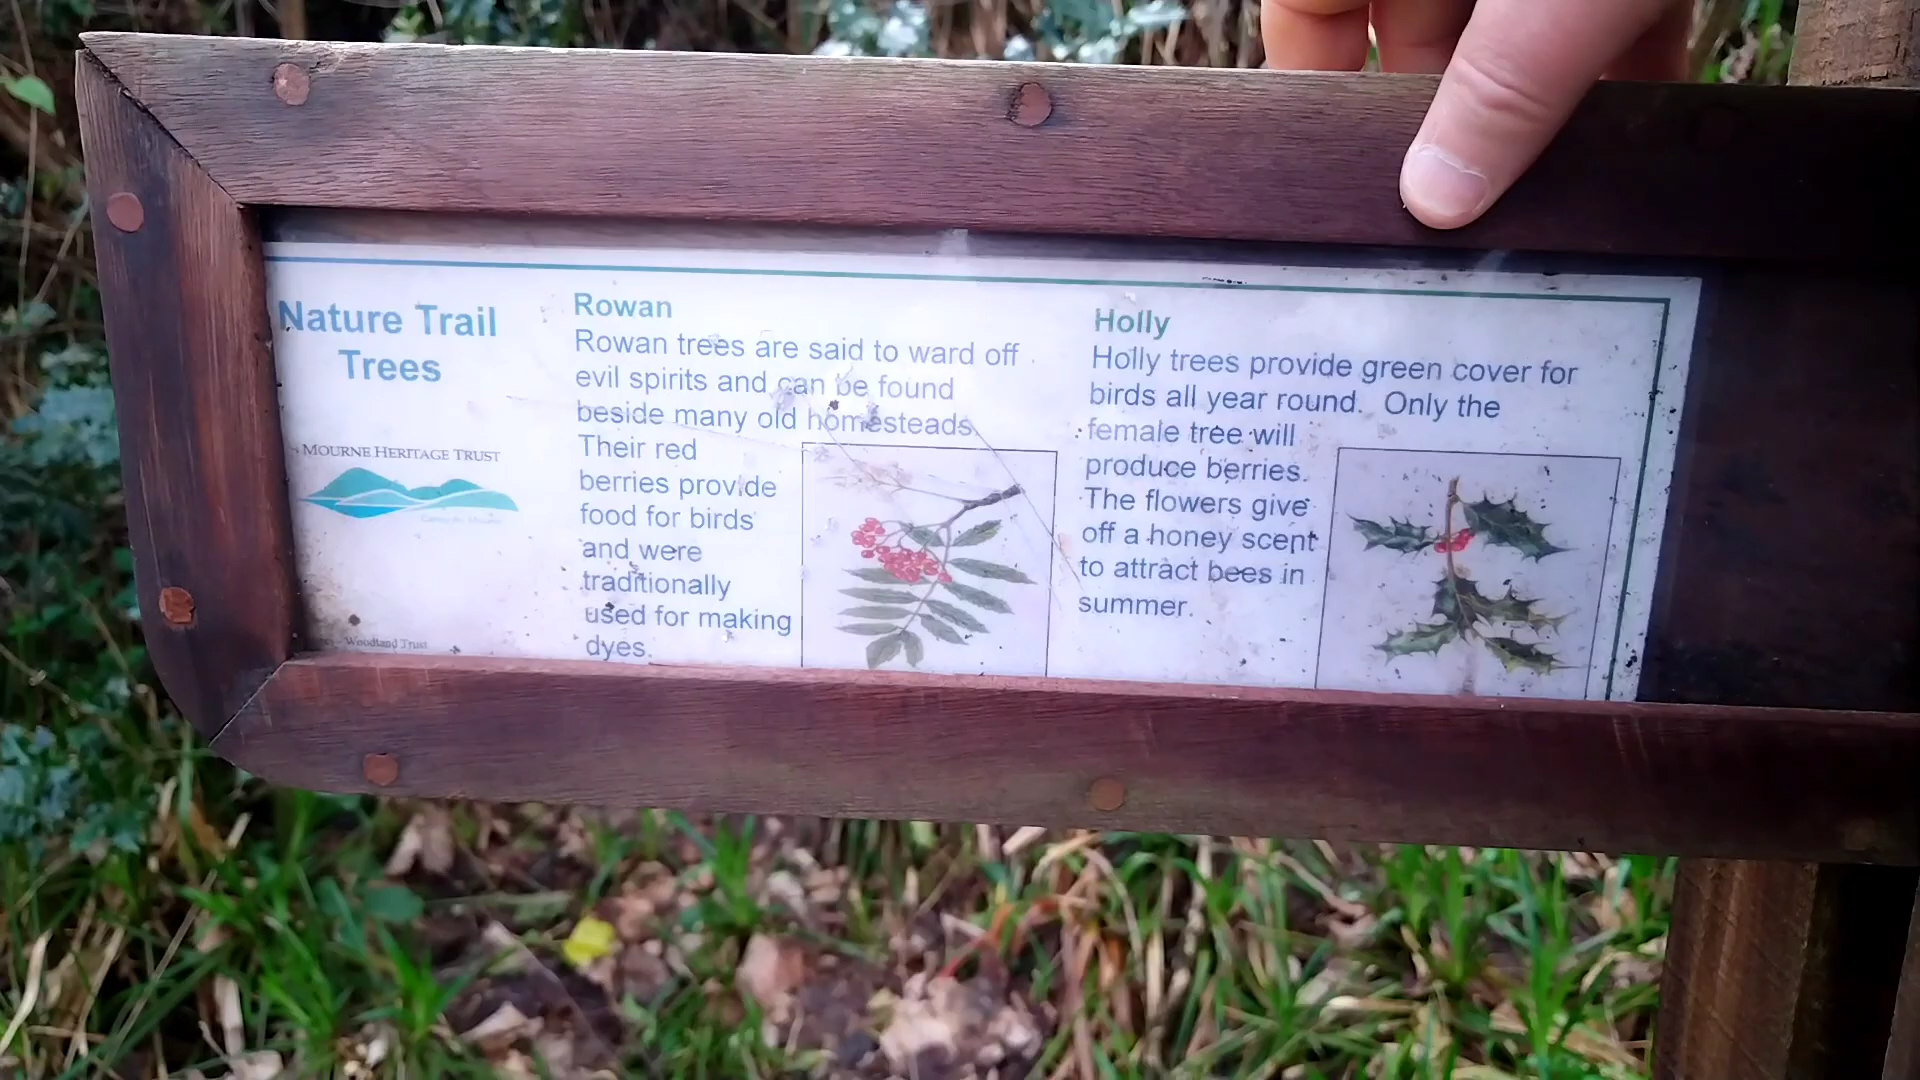 Nature Trail
Trees
MOURNE HERITAGE TRUST
Woodland Trust
Rowan
Rowan trees are said to ward off
evil spirits and can be found
beside many old homesteads.
Their red
berries provide
food for birds
and were
traditionally
used for making
dyes.
Holly
Holly trees provide green cover for
birds all year round. Only the
female tree will
produce berries.
The flowers give
off a honey scent
to attract bees in
summer.